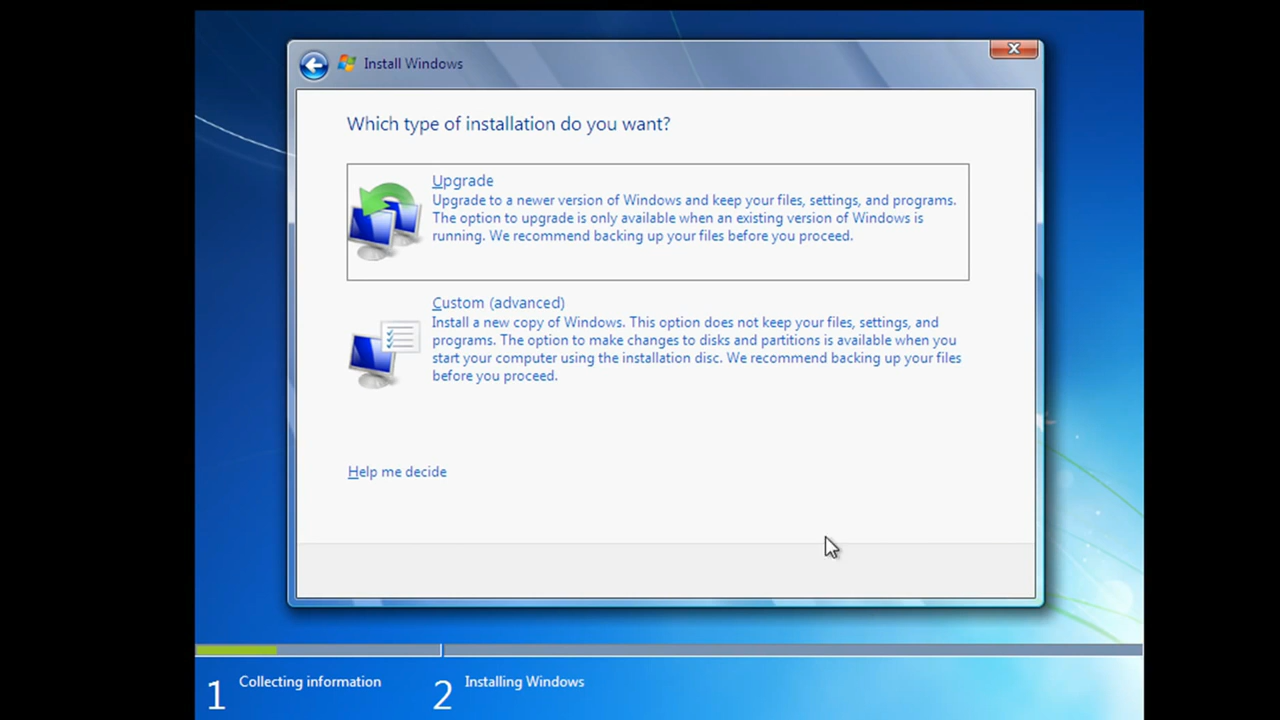 Install Windows
Which type of installation do you want?
Upgrade
Upgrade to a newer version of Windows and keep your files, settings, and programs.
The option to upgrade is only available when an existing version of Windows is
running. We recommend backing up your files before you proceed.
Custom (advanced)
Install a new copy of Windows. This option does not keep your files, settings, and
programs. The option to make changes to disks and partitions is available when you
start your computer using the installation disc. We recommend backing up your files
before you proceed.
Help me decide
1 Collecting information
2 Installing Windows